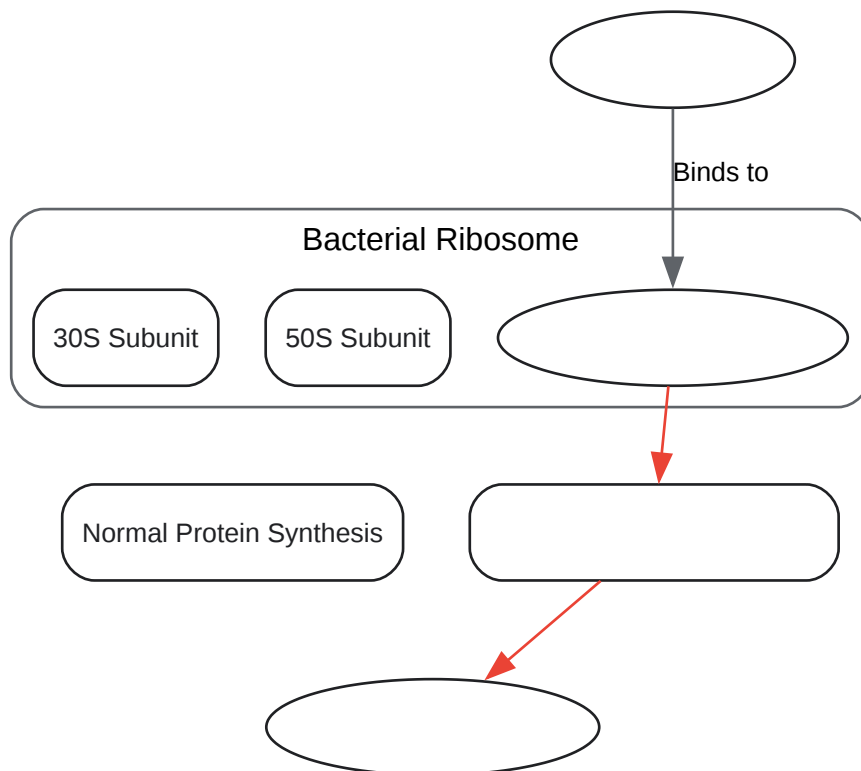 Binds to
Bacterial Ribosome
30S Subunit
50S Subunit
Normal Protein Synthesis